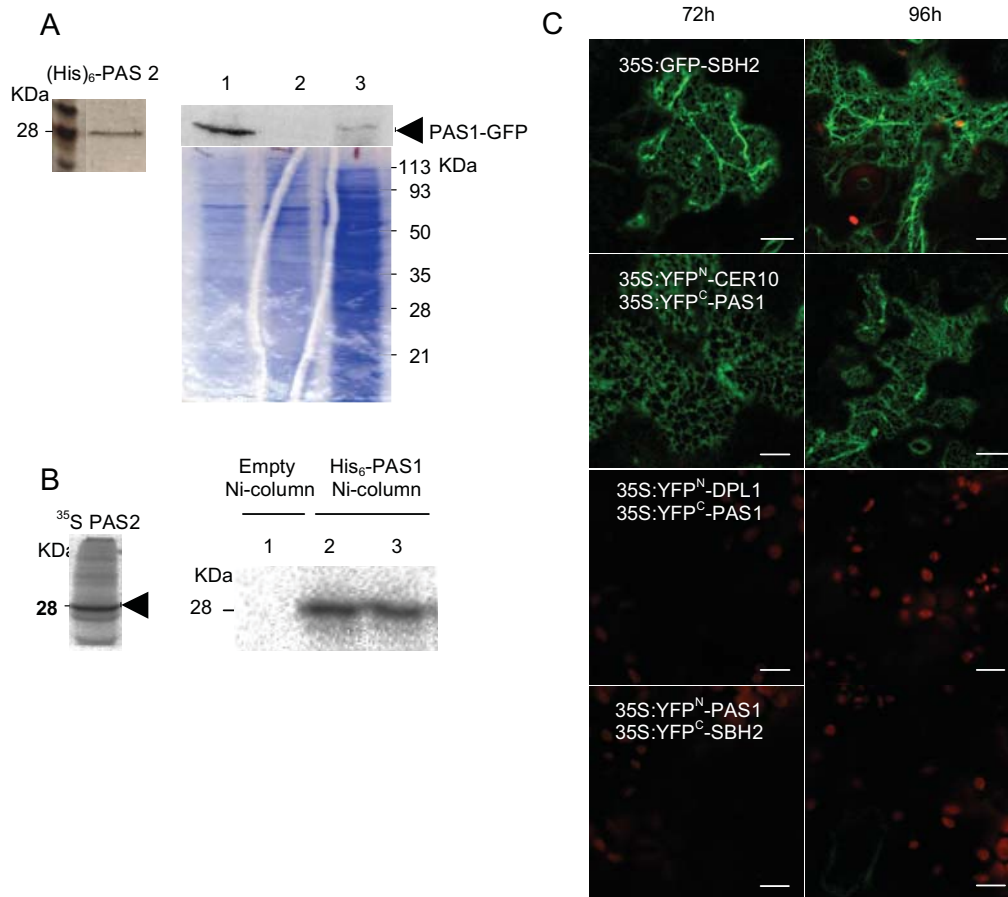 A
(His)₆-PAS 2
KDa
28
1 2 3
PAS1-GFP
113 KDa
93
50
35
28
21
B
³⁵S PAS2
KDa
28
Empty
Ni-column
His₆-PAS1
Ni-column
1 2 3
KDa
28
C
72h 96h
35S:GFP-SBH2
35S:YFPᴺ-CER10
35S:YFPᶜ-PAS1
35S:YFPᴺ-DPL1
35S:YFPᶜ-PAS1
35S:YFPᴺ-PAS1
35S:YFPᶜ-SBH2